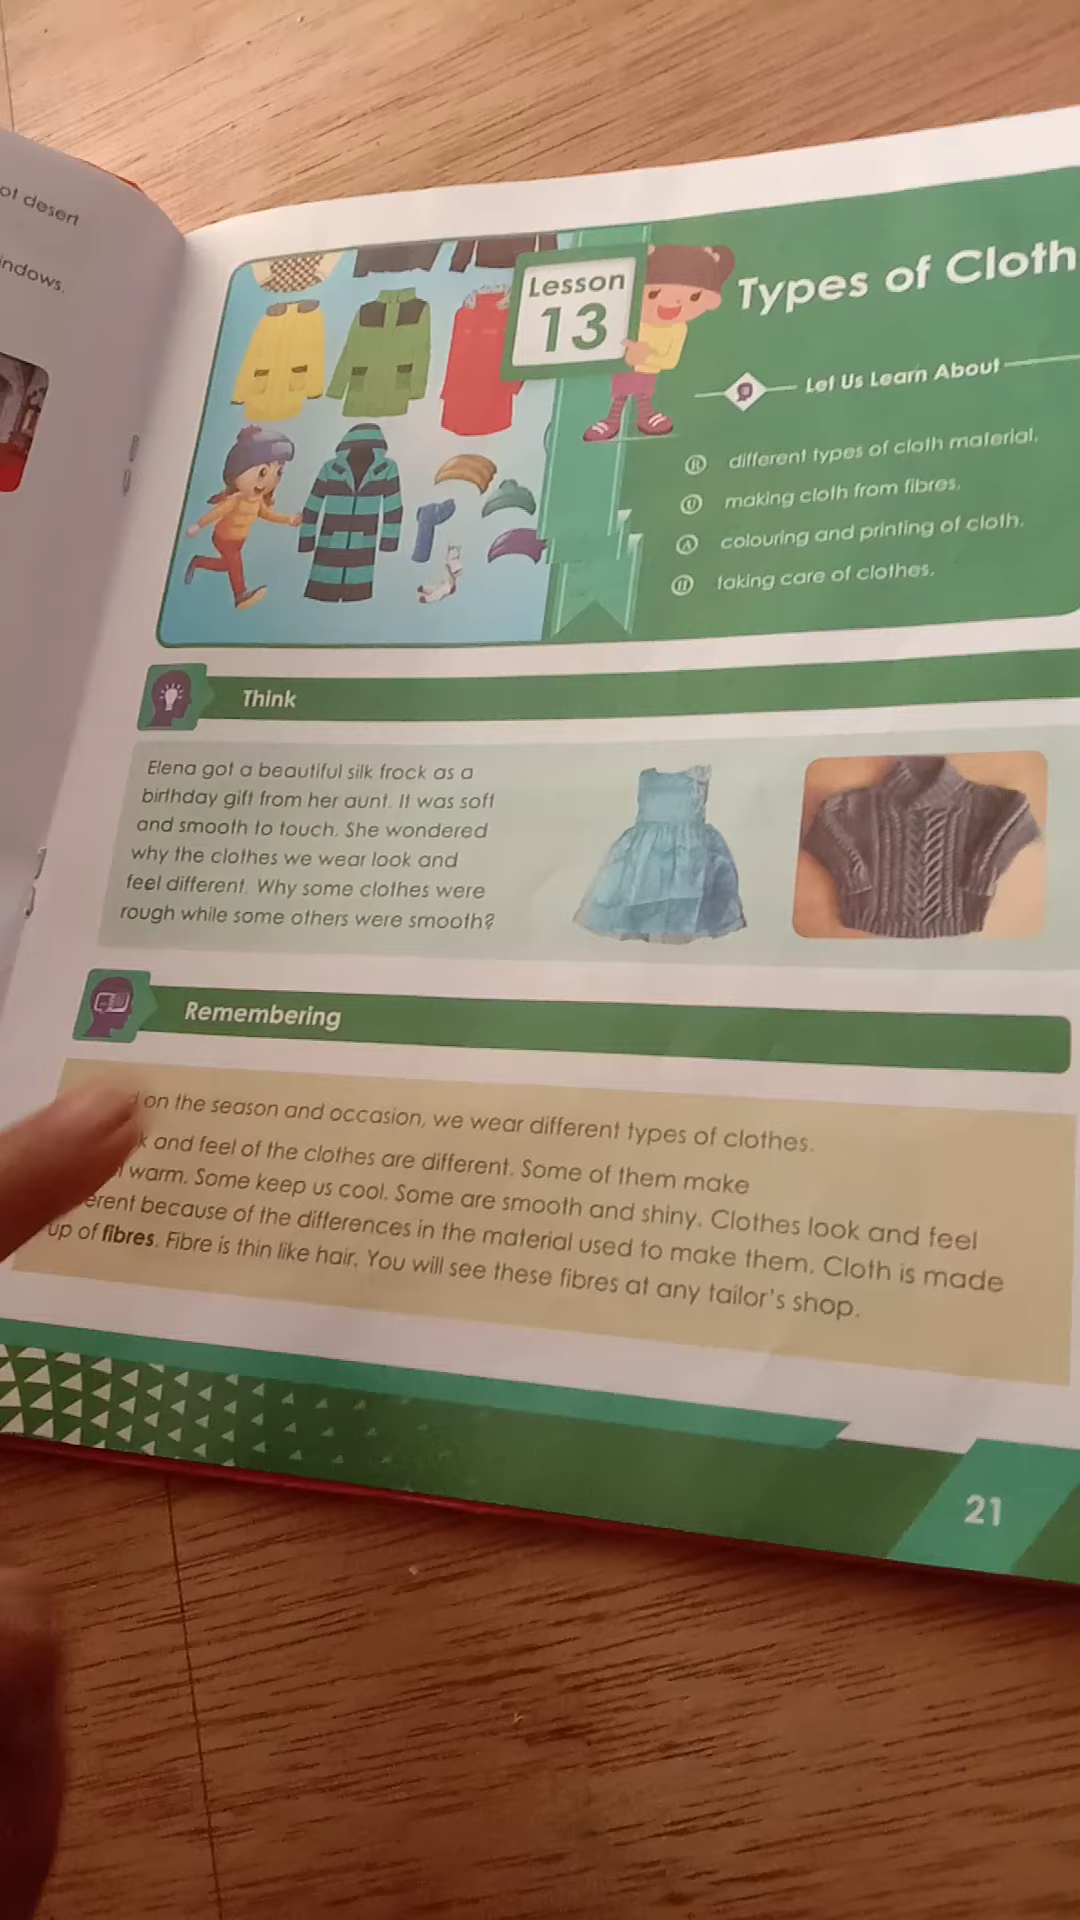 ot desert
indows.
Lesson
13
Types of Cloth
Let Us Learn About
R different types of cloth material.
U making cloth from fibres.
A colouring and printing of cloth.
H taking care of clothes.
Think
Elena got a beautiful silk frock as a
birthday gift from her aunt. It was soft
and smooth to touch. She wondered
why the clothes we wear look and
feel different. Why some clothes were
rough while some others were smooth?
Remembering
on the season and occasion, we wear different types of clothes.
and feel of the clothes are different. Some of them make
warm. Some keep us cool. Some are smooth and shiny. Clothes look and feel
erent because of the differences in the material used to make them. Cloth is made
up of fibres. Fibre is thin like hair. You will see these fibres at any tailor's shop.
21